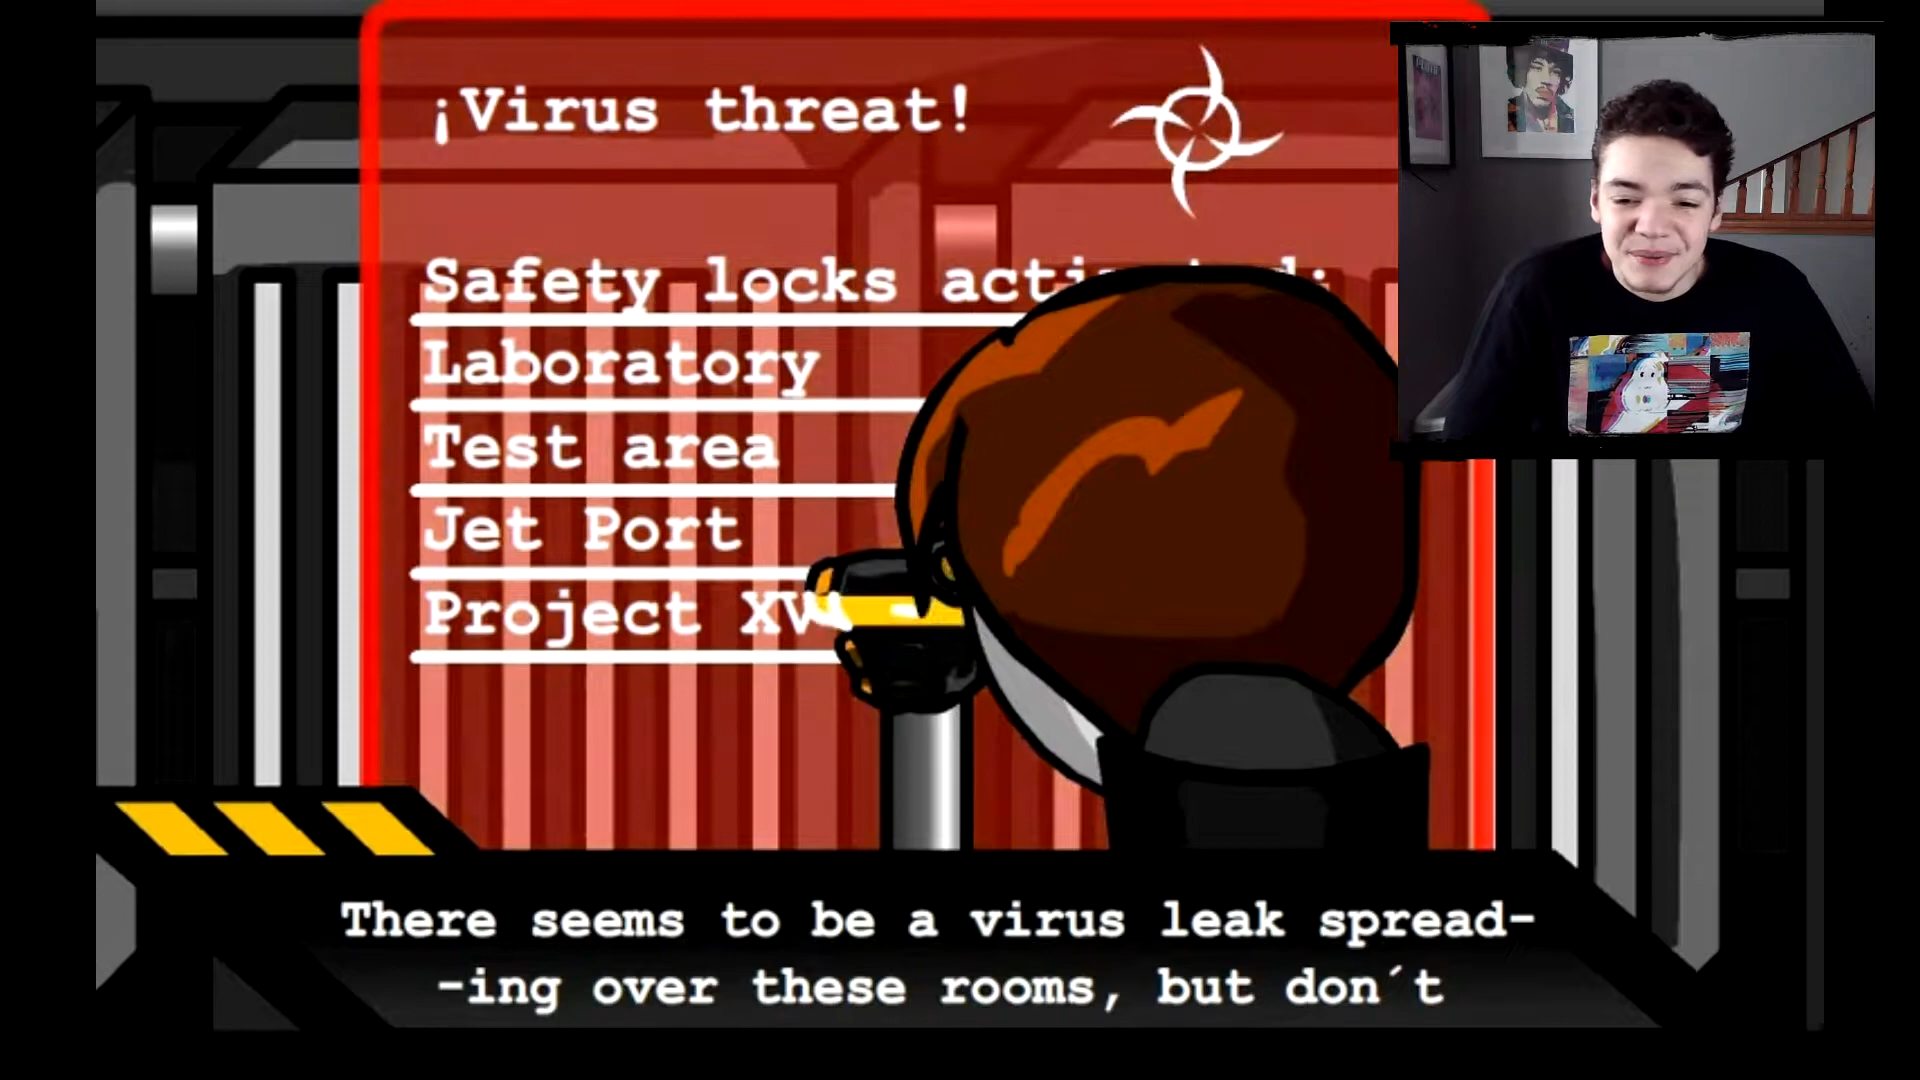 ¡Virus threat!
Safety locks
Laboratory
Test area
Jet Port
Project
There seems to be a virus leak spread-
-ing over these rooms, but don´t